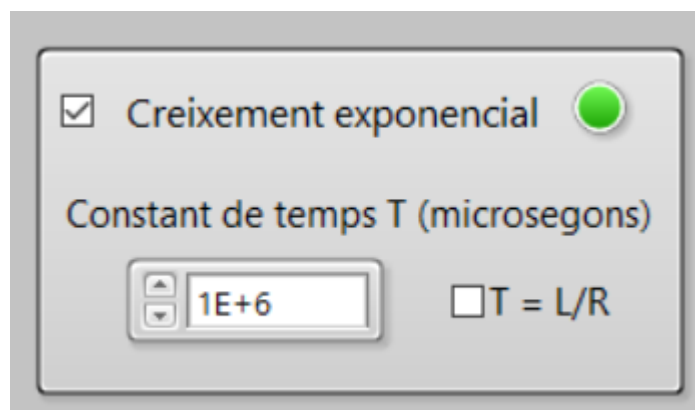 Creixement exponencial
Constant de temps T (microsegons)
1E+6 T = L/R